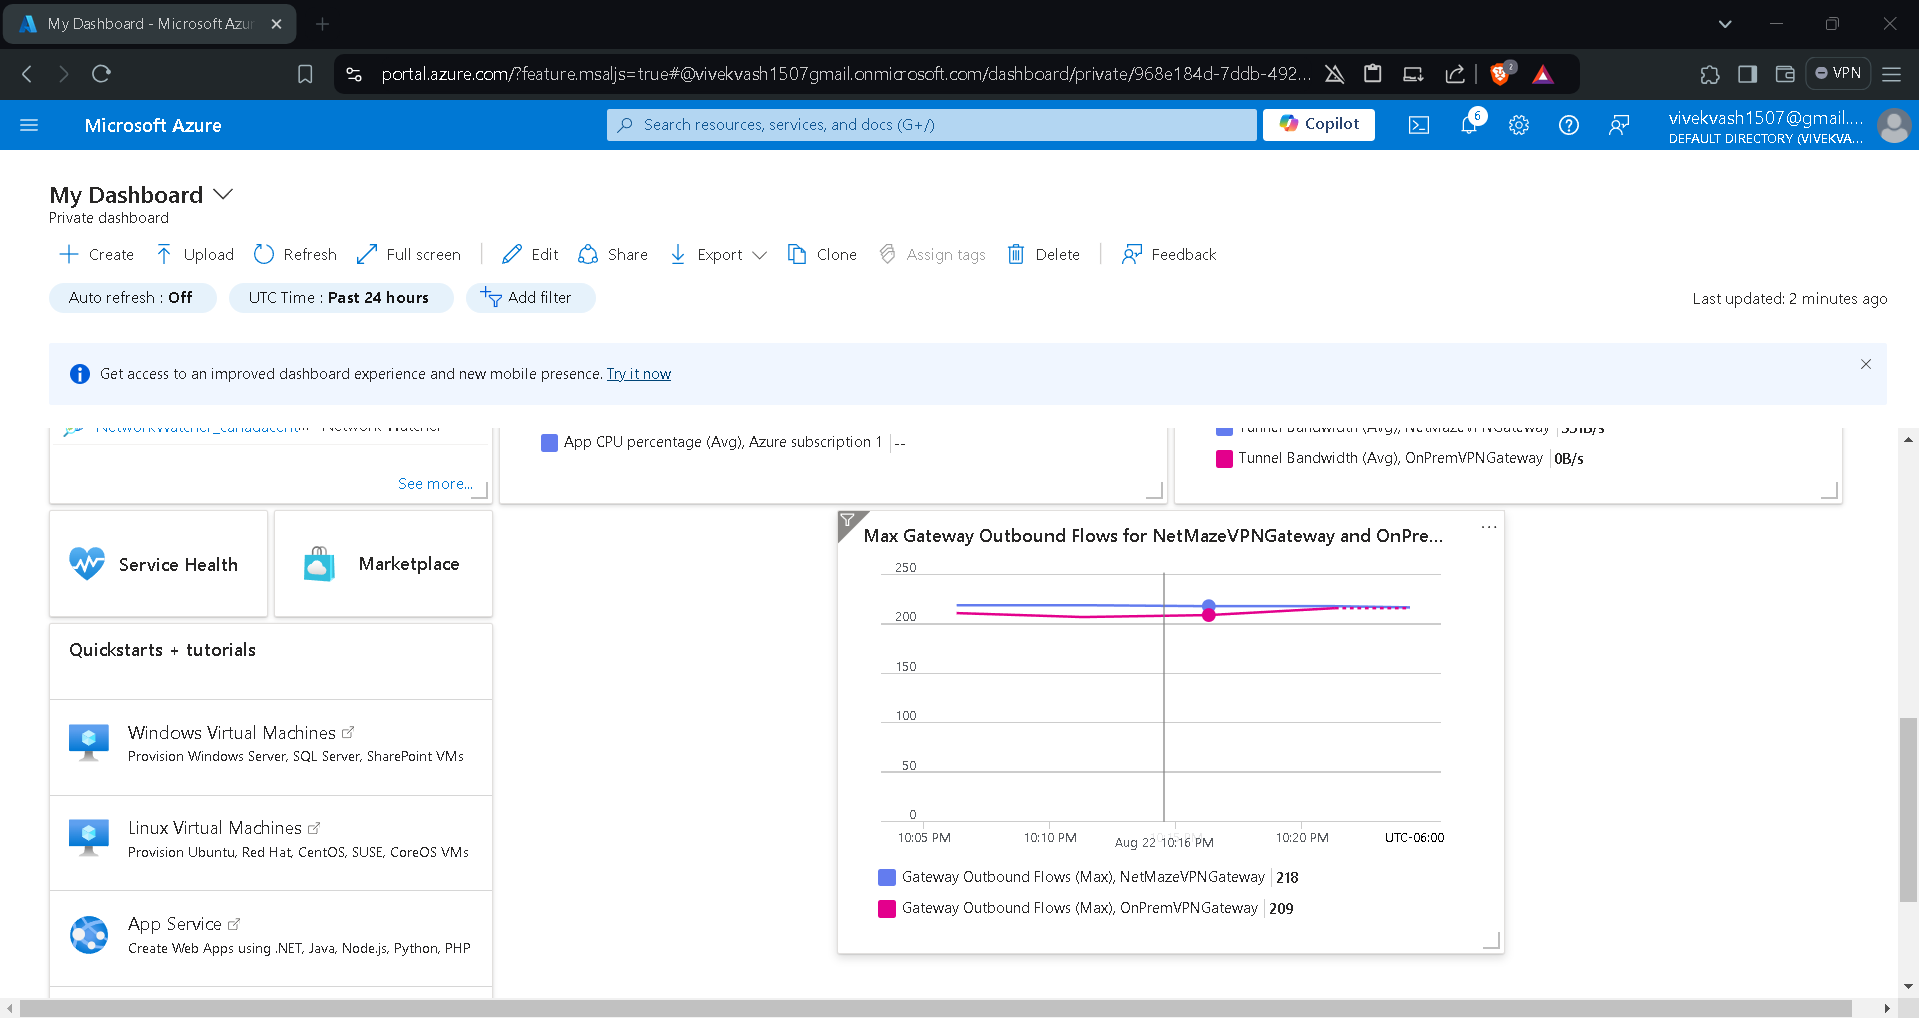 My Dashboard - Microsoft Azur
portal.azure.com/?feature.msaljs=true#@vivekvash1507gmail.onmicrosoft.com/dashboard/private/968e184d-7ddb-492...
2
VPN
Microsoft Azure
Search resources, services, and docs (G+/)
Copilot
6
vivekvash1507@gmail....
DEFAULT DIRECTORY (VIVEKVA...
My Dashboard
Private dashboard
Create
Upload
Refresh
Full screen
Edit
Share
Export
Clone
Assign tags
Delete
Feedback
Auto refresh : Off
UTC Time : Past 24 hours
Add filter
Last updated: 2 minutes ago
Get access to an improved dashboard experience and new mobile presence. Try it now
NetworkWatcher_canadacent... Network Watcher
See more...
App CPU percentage (Avg), Azure subscription 1 --
Tunnel Bandwidth (Avg), NetMazeVPNGateway
Tunnel Bandwidth (Avg), OnPremVPNGateway 0B/s
Service Health
Marketplace
Quickstarts + tutorials
Windows Virtual Machines
Provision Windows Server, SQL Server, SharePoint VMs
Linux Virtual Machines
Provision Ubuntu, Red Hat, CentOS, SUSE, CoreOS VMs
App Service
Create Web Apps using .NET, Java, Node.js, Python, PHP
Max Gateway Outbound Flows for NetMazeVPNGateway and OnPre...
250
200
150
100
50
0
10:05 PM
10:10 PM
Aug 22 10:16 PM
10:20 PM
UTC-06:00
Gateway Outbound Flows (Max), NetMazeVPNGateway 218
Gateway Outbound Flows (Max), OnPremVPNGateway 209